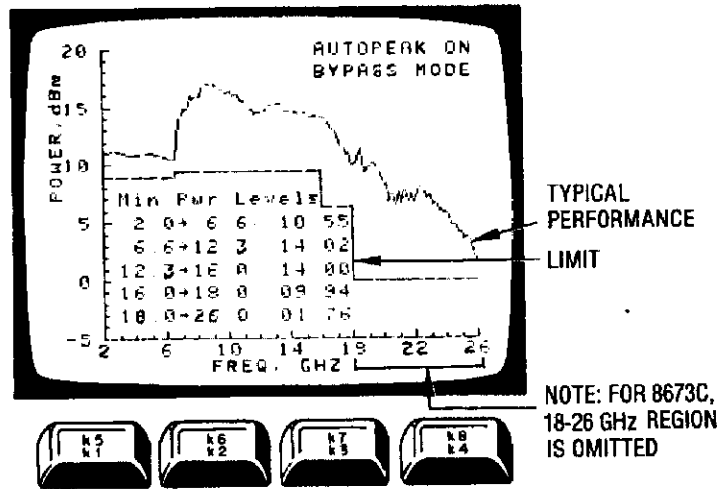 20
AUTOPEAK ON
BYPASS MODE
15
POWER, dBm
10
5
0
-5
Min Pwr Levels
2 0→ 6 6 10 55
6.6→12 3 14 02
12.3→16 0 14 00
16 0→18 0 09 94
18.0→26 0 01 76
2 6 10 14 18 22 26
FREQ, GHZ
TYPICAL
PERFORMANCE
LIMIT
NOTE: FOR 8673C,
18-26 GHz REGION
IS OMITTED
k5 k6 k7 k8
k1 k2 k3 k4